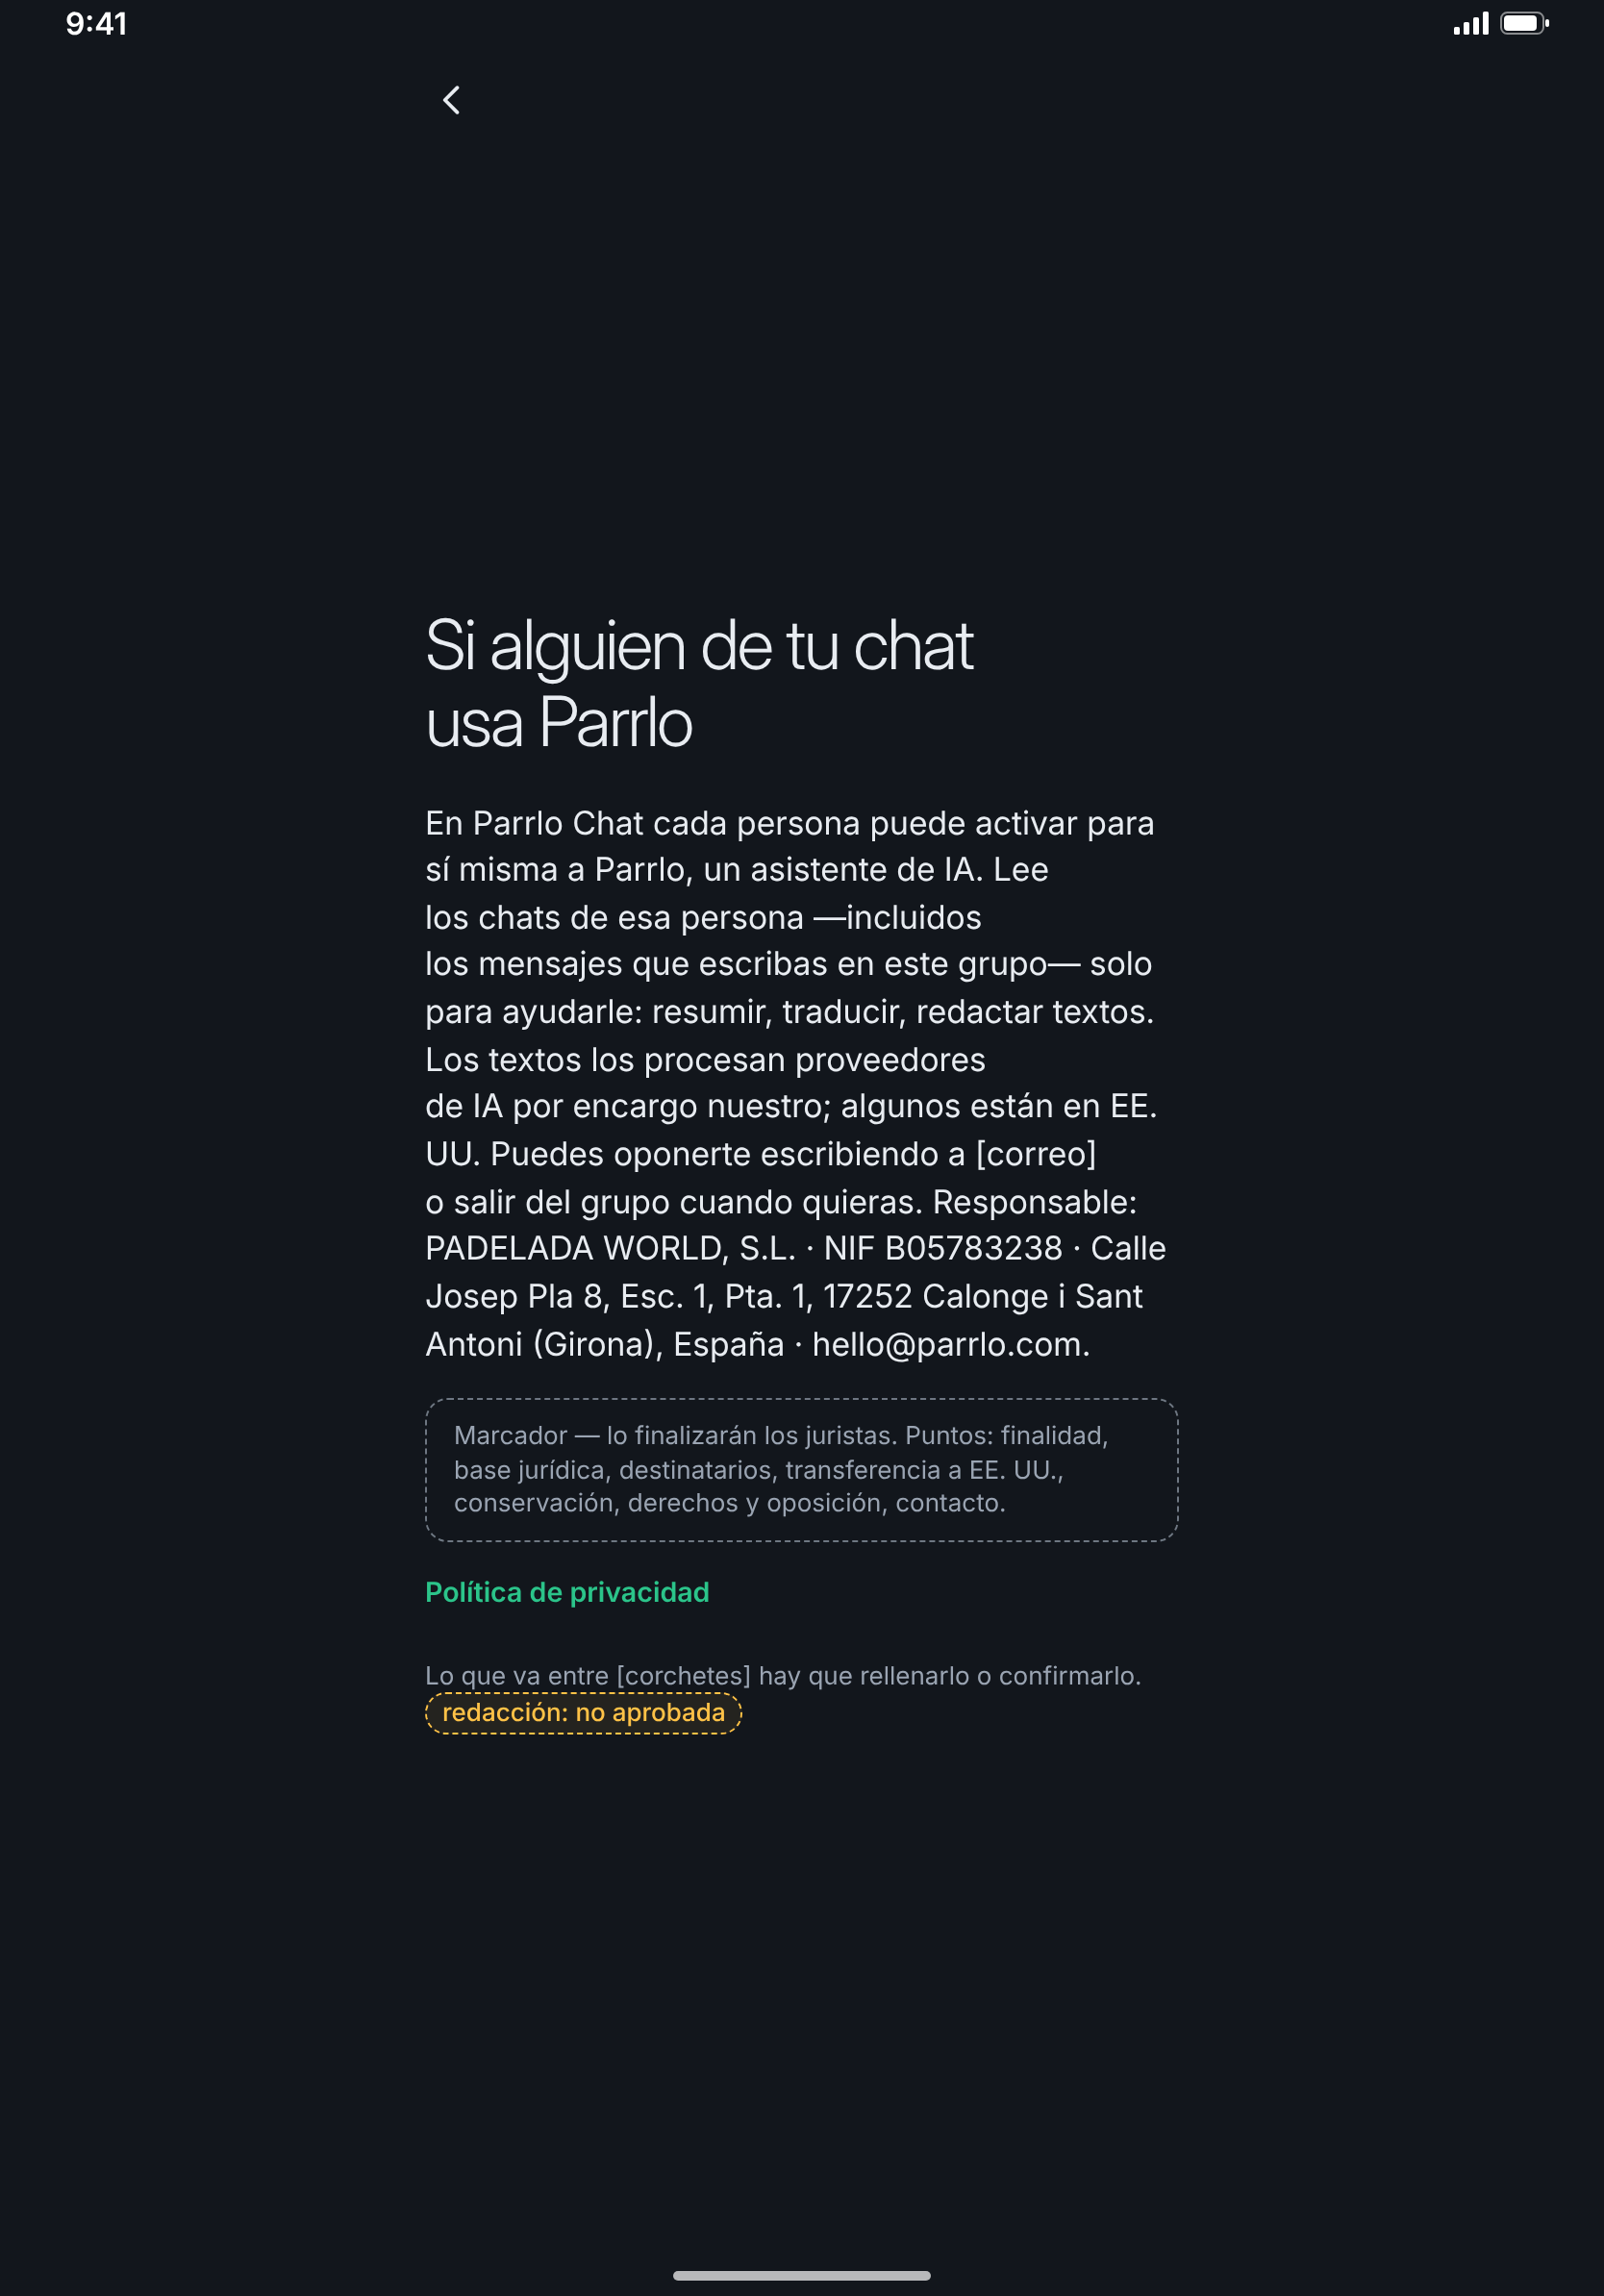 9:41
Si alguien de tu chat
usa Parrlo
En Parrlo Chat cada persona puede activar para
sí misma a Parrlo, un asistente de IA. Lee
los chats de esa persona —incluidos
los mensajes que escribas en este grupo— solo
para ayudarle: resumir, traducir, redactar textos.
Los textos los procesan proveedores
de IA por encargo nuestro; algunos están en EE.
UU. Puedes oponerte escribiendo a [correo]
o salir del grupo cuando quieras. Responsable:
PADELADA WORLD, S.L. · NIF B05783238 · Calle
Josep Pla 8, Esc. 1, Pta. 1, 17252 Calonge i Sant
Antoni (Girona), España · hello@parrlo.com.
Marcador — lo finalizarán los juristas. Puntos: finalidad,
base jurídica, destinatarios, transferencia a EE. UU.,
conservación, derechos y oposición, contacto.
Política de privacidad
Lo que va entre [corchetes] hay que rellenarlo o confirmarlo.
redacción: no aprobada